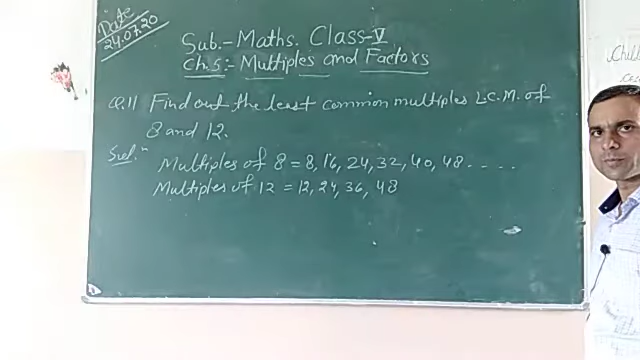 Date
24.07.20
Sub.- Maths. Class-V
Ch.5:- Multiples and Factors
Q.1) Find out the least common multiples L.C.M. of
8 and 12.
Sol.
Multiples of 8 = 8, 16, 24, 32, 40, 48 - - - -
Multiples of 12 = 12, 24, 36, 48